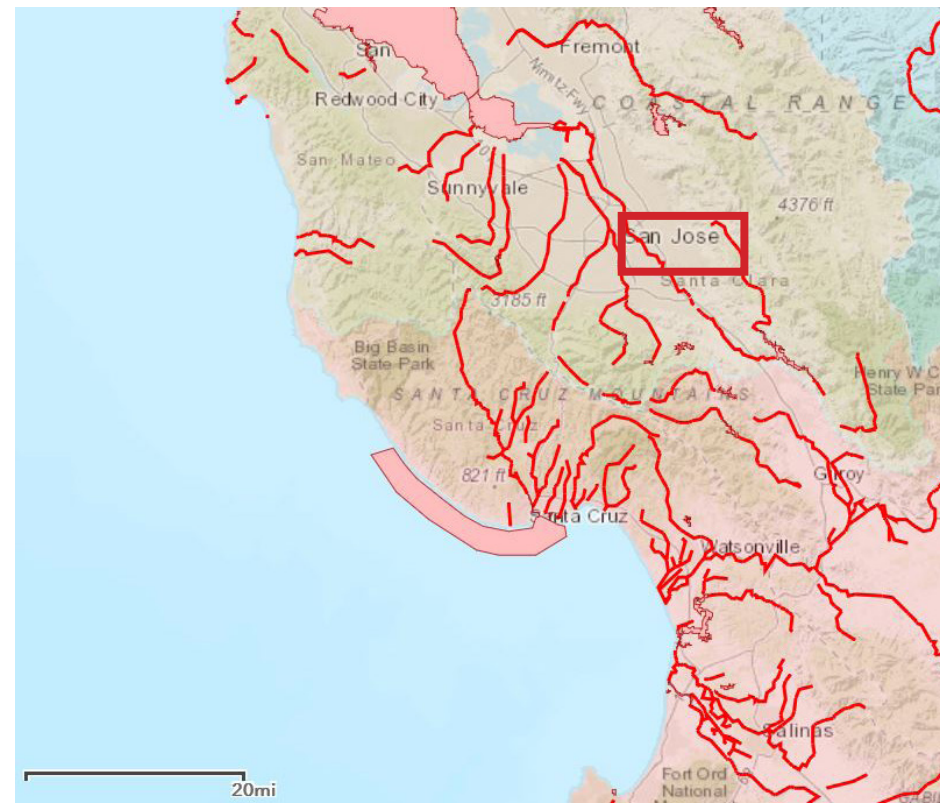 San
Fremont
Nimitz Fwy
Redwood City
COASTAL RANGE
San Mateo
Sunnyvale
4376 ft
San Jose
Santa Clara
3185 ft
Big Basin
State Park
Henry W C
State Par
SANTA CRUZ MOUNTAINS
Santa Cruz
821 ft
Gilroy
Santa Cruz
Watsonville
Salinas
Fort Ord
National
20mi